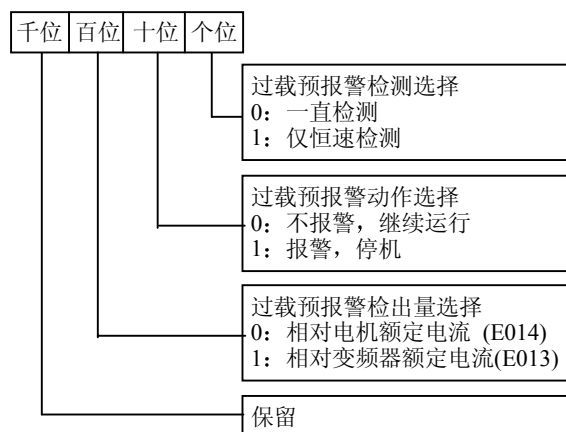 千位 百位 十位 个位
过载预报警检测选择
0：一直检测
1：仅恒速检测
过载预报警动作选择
0：不报警，继续运行
1：报警，停机
过载预报警检出量选择
0：相对电机额定电流 (E014)
1：相对变频器额定电流(E013)
保留